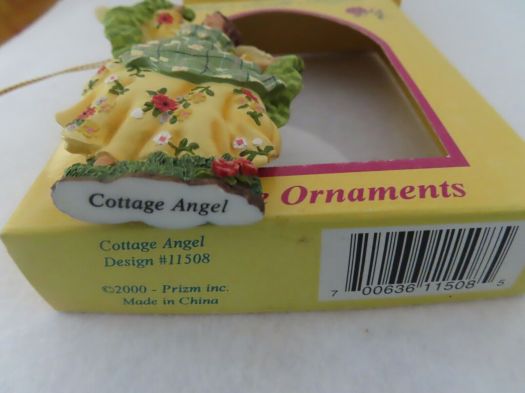 Cottage Angel
Ornaments
Cottage Angel
Design #11508
©2000 - Prizm inc.
Made in China
7 00636 11508 5